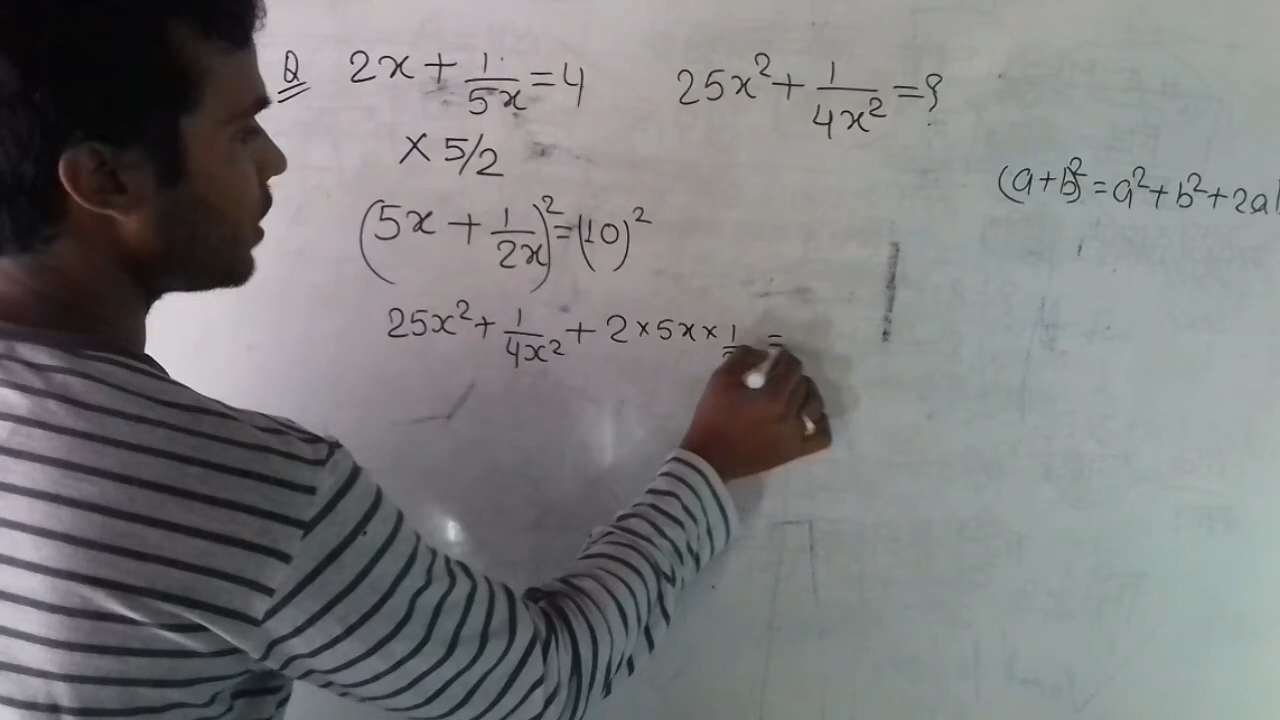 Q 2x + 1/5x = 4 25x² + 1/4x² = ?
× 5/2
(a+b)² = a² + b² + 2a
(5x + 1/2x)² = (10)²
25x² + 1/4x² + 2 × 5x × 1/ =